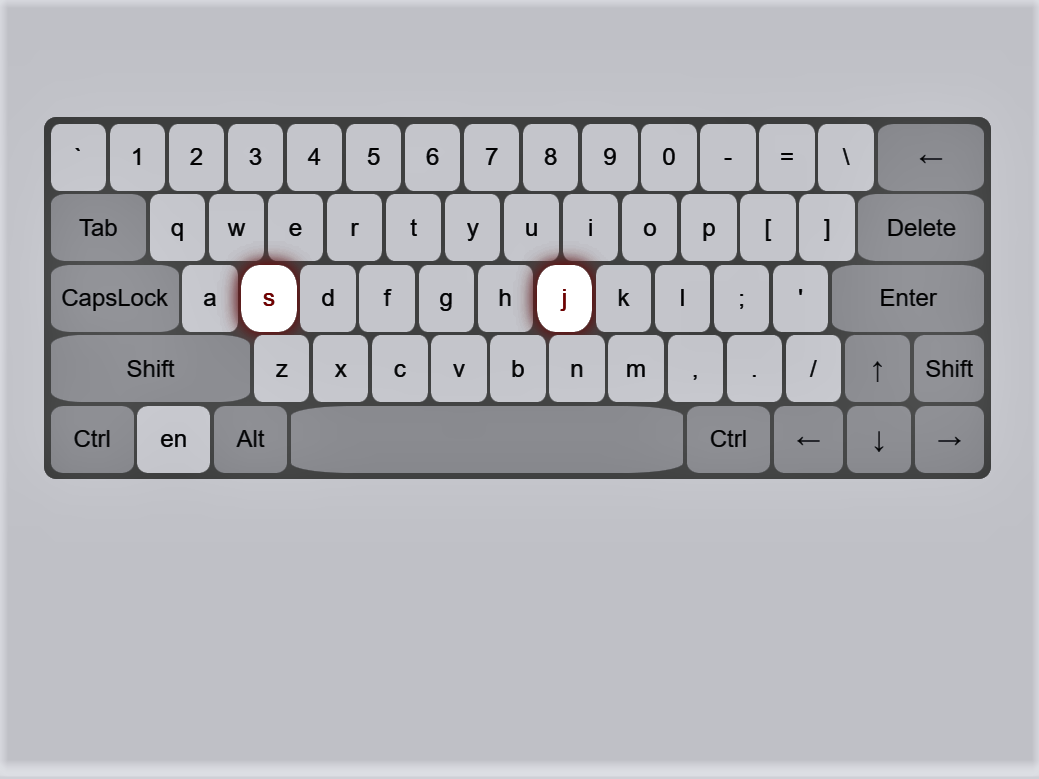 ` 1 2 3 4 5 6 7 8 9 0 - = \ ←
Tab q w e r t y u i o p [ ] Delete
CapsLock a s d f g h j k l ; ' Enter
Shift z x c v b n m , . / ↑ Shift
Ctrl en Alt Ctrl ← ↓ →